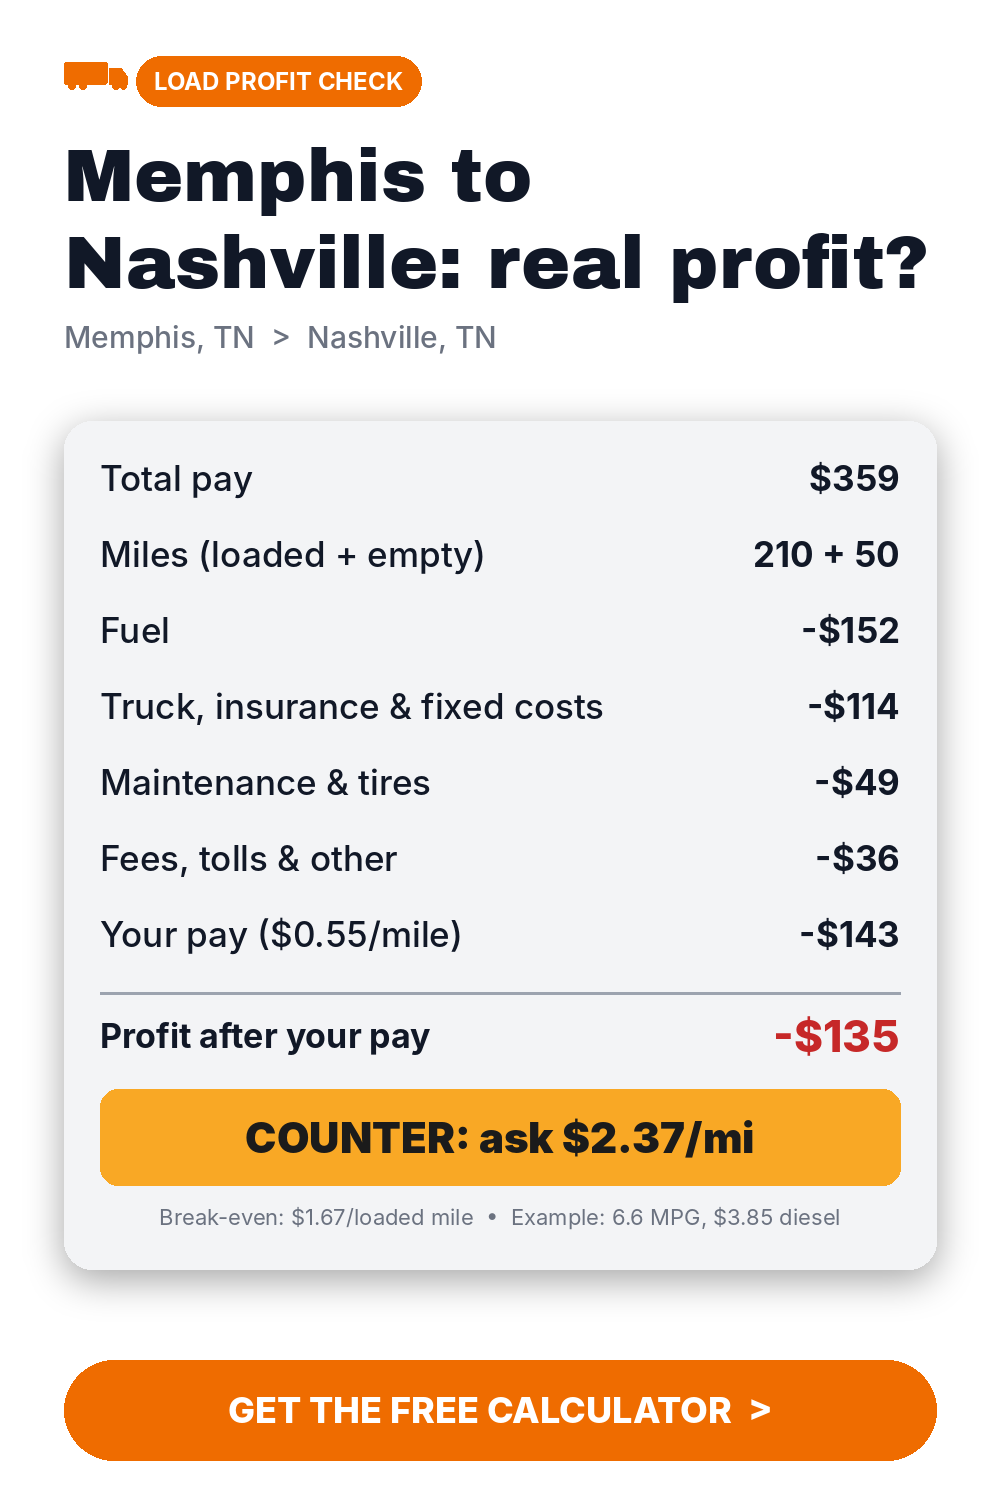 LOAD PROFIT CHECK
Memphis to
Nashville: real profit?
Memphis, TN > Nashville, TN
Total pay $359
Miles (loaded + empty) 210 + 50
Fuel -$152
Truck, insurance & fixed costs -$114
Maintenance & tires -$49
Fees, tolls & other -$36
Your pay ($0.55/mile) -$143
Profit after your pay -$135
COUNTER: ask $2.37/mi
Break-even: $1.67/loaded mile • Example: 6.6 MPG, $3.85 diesel
GET THE FREE CALCULATOR >